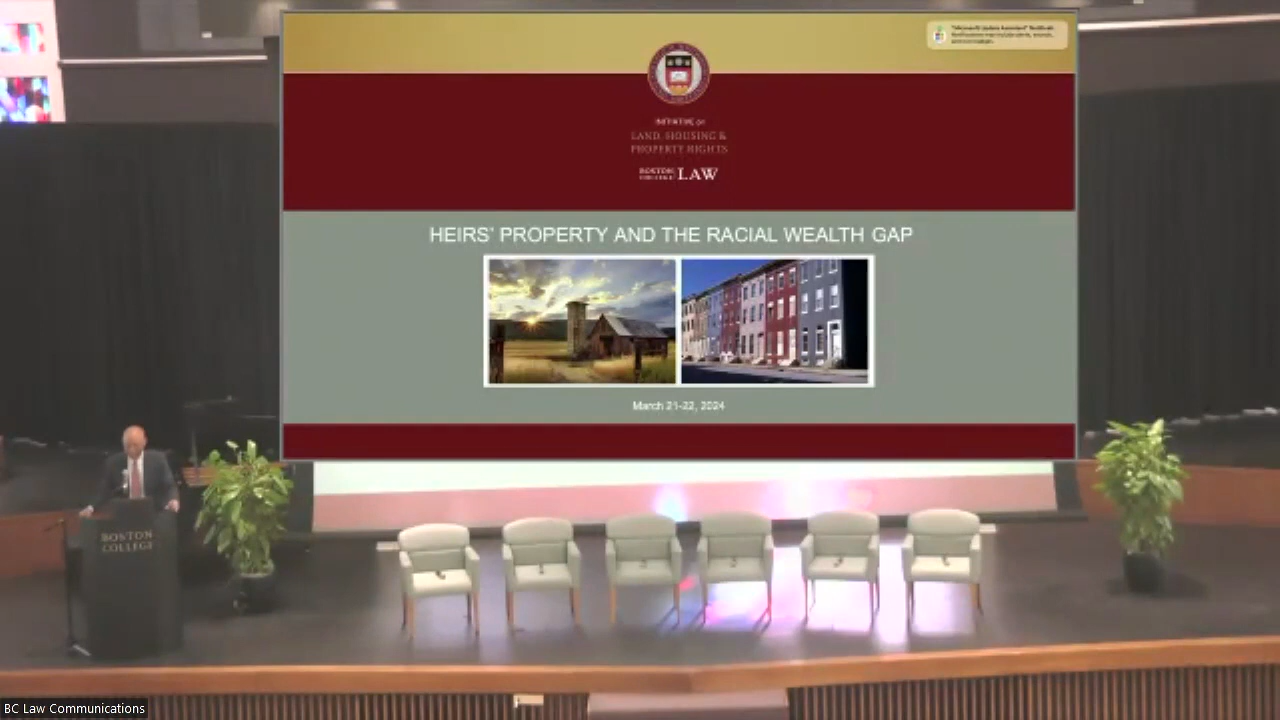 INITIATIVE on
LAND, HOUSING &
PROPERTY RIGHTS
BOSTON
COLLEGE
LAW
HEIRS' PROPERTY AND THE RACIAL WEALTH GAP
March 21-22, 2024
BOSTON
COLLEGE
BC Law Communications